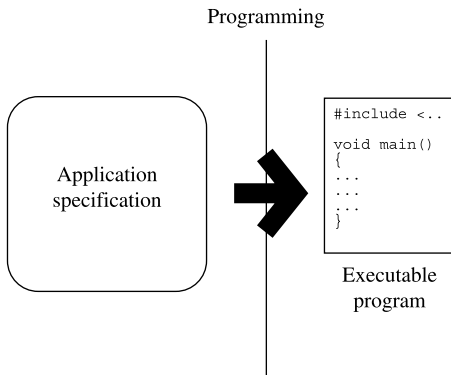 Programming
Application
specification
#include <..
void main()
{
...
...
...
}
Executable
program